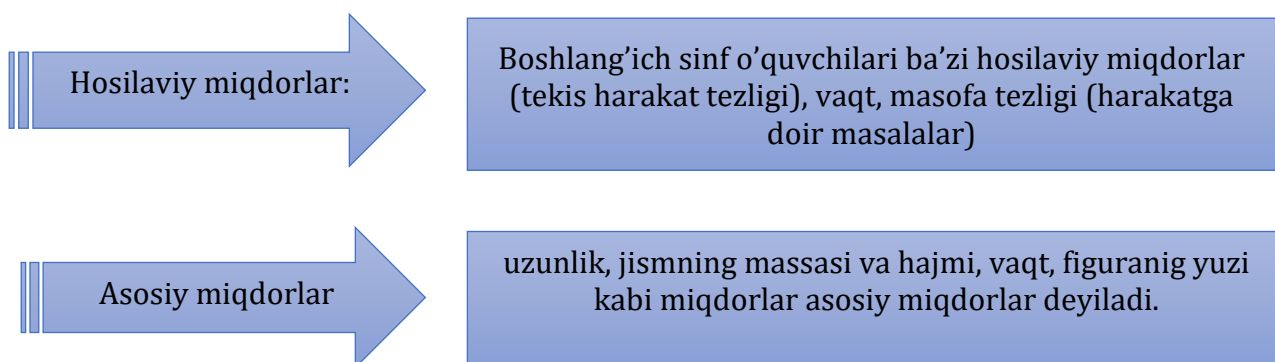 Hosilaviy miqdorlar:
Boshlang’ich sinf o’quvchilari ba’zi hosilaviy miqdorlar
(tekis harakat tezligi), vaqt, masofa tezligi (harakatga
doir masalalar)
Asosiy miqdorlar
uzunlik, jismning massasi va hajmi, vaqt, figuranig yuzi
kabi miqdorlar asosiy miqdorlar deyiladi.